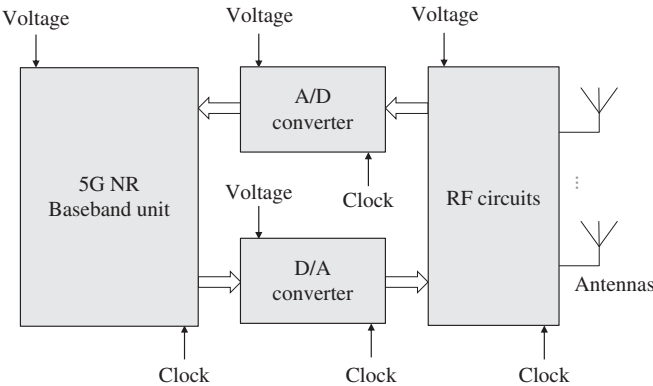 Voltage
Voltage
Voltage
A/D
converter
5G NR
Baseband unit
Voltage
Clock
RF circuits
D/A
converter
Antennas
Clock
Clock
Clock